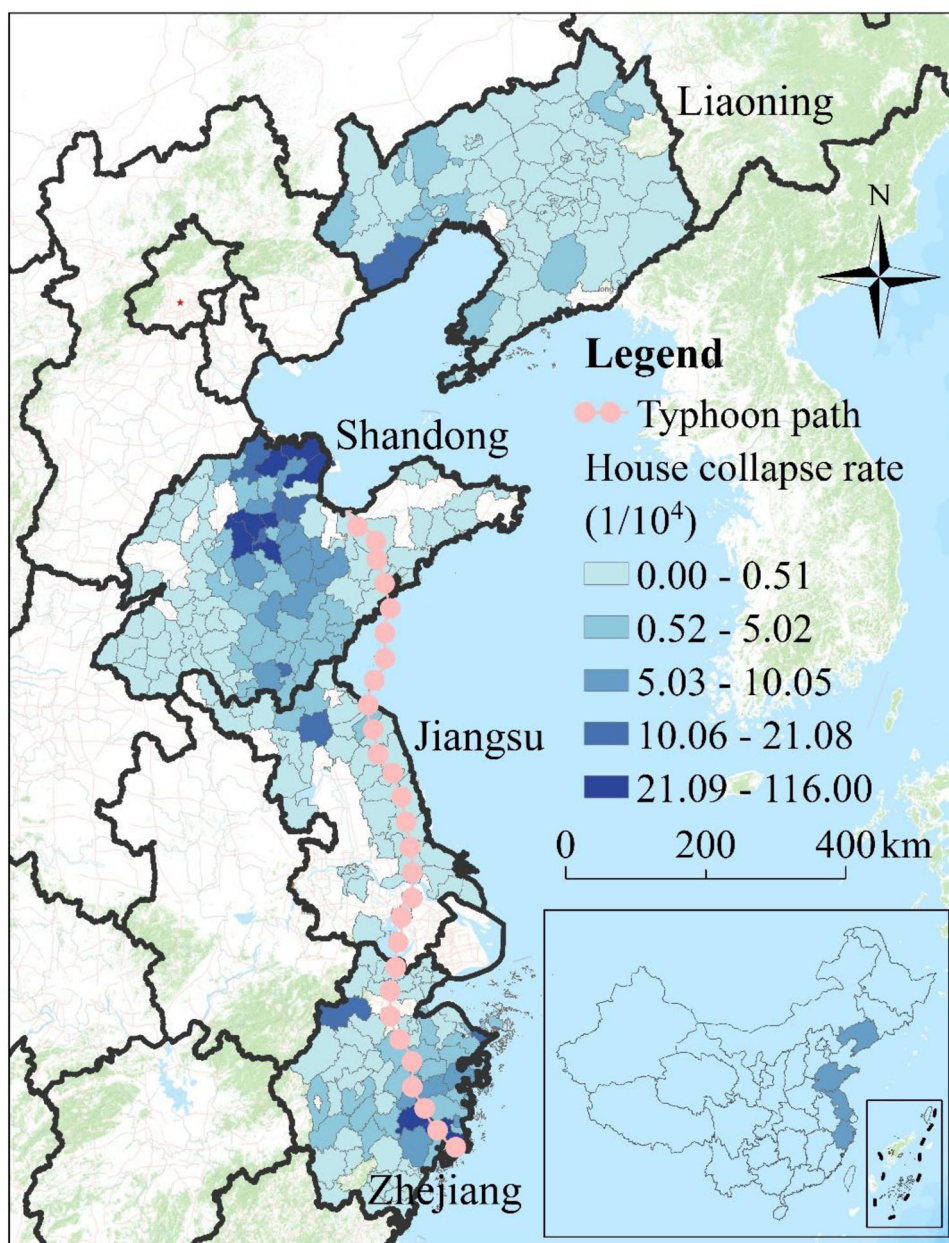 Liaoning
N
Legend
Typhoon path
Shandong
House collapse rate
(1/10⁴)
0.00 - 0.51
0.52 - 5.02
5.03 - 10.05
Jiangsu
10.06 - 21.08
21.09 - 116.00
0 200 400 km
Zhejiang